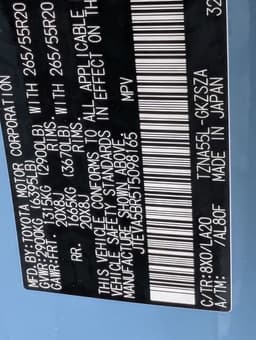 MFD.BY:TOYOTA MOTOR CORPORATION
GVWR:2900KG (6395LB)
GAWR:FRT. 1315KG (2900LB) WITH 265/55R20
20X8J RIMS.
RR. 1665KG (3670LB) WITH 265/55R20
20X8J RIMS.
THIS VEHICLE CONFORMS TO ALL APPLICABLE
VEHICLE SAFETY STANDARDS IN EFFECT ON THE
MANUFACTURE SHOWN ABOVE.
JTEVA5BR5T5098165 MPV
C/TR:8X0/LA20 TZNA55L-GKZSZA
A/TM: /AL80F MADE IN JAPAN 32